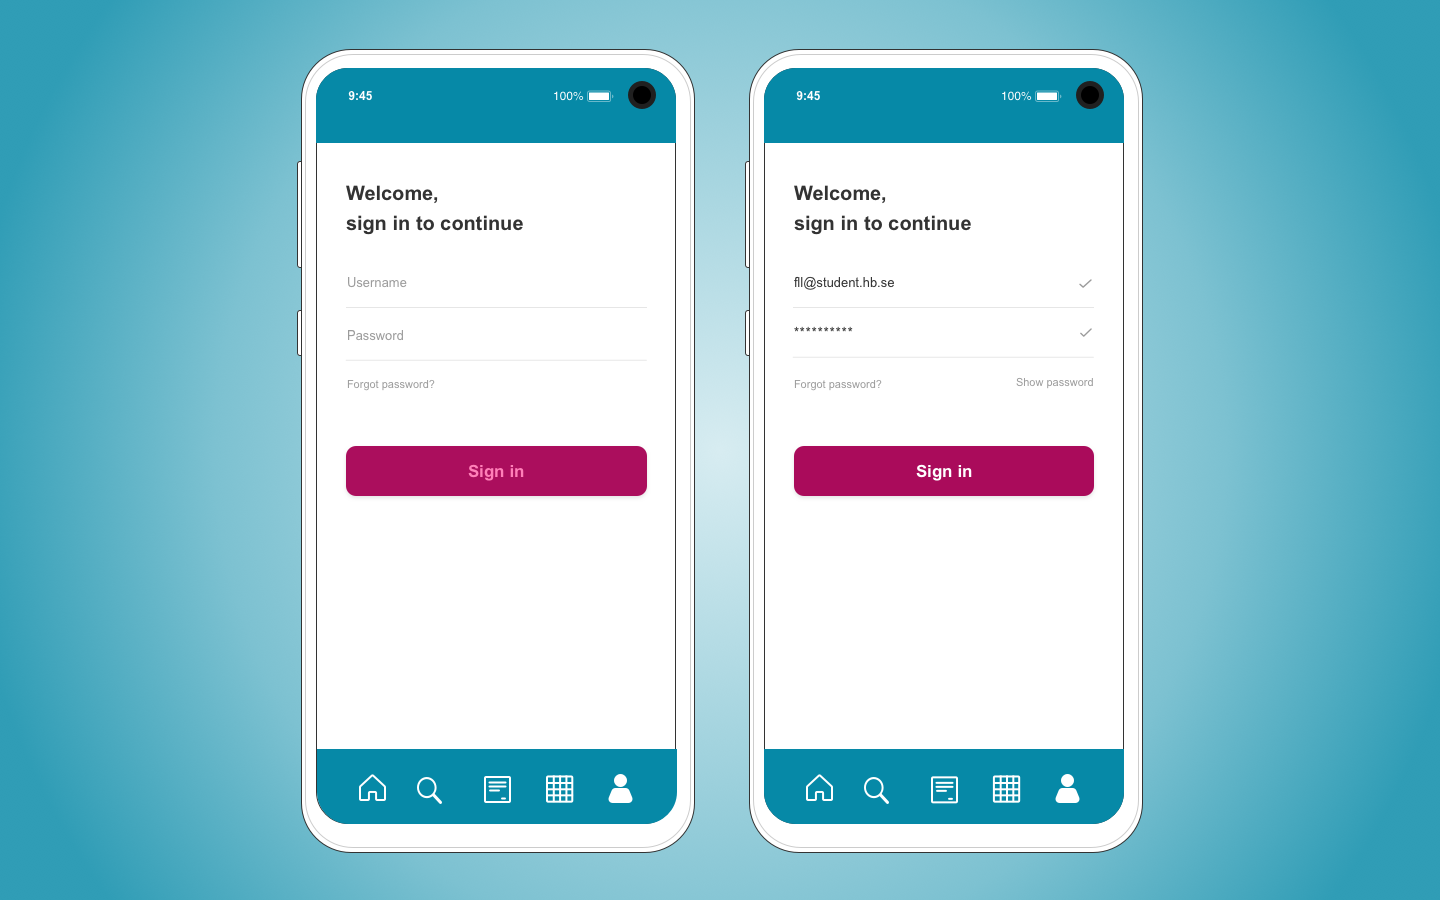 9:45
100%
Welcome,
sign in to continue
Username
Password
Forgot password?
Sign in
9:45
100%
Welcome,
sign in to continue
fll@student.hb.se
**********
Forgot password?
Show password
Sign in